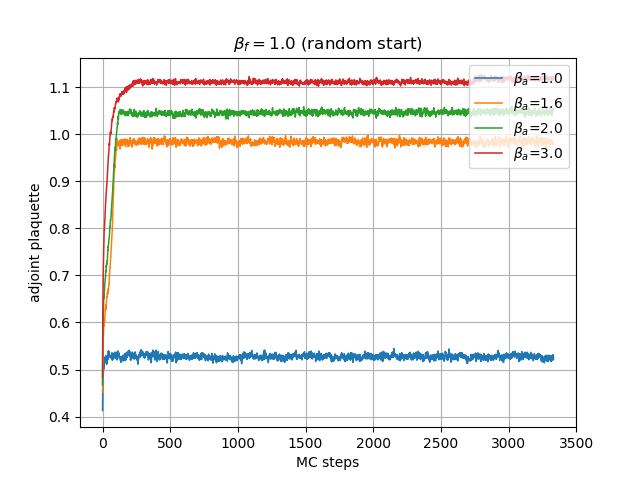 β_f = 1.0 (random start)
adjoint plaquette
1.1
1.0
0.9
0.8
0.7
0.6
0.5
0.4
β_a=1.0
β_a=1.6
β_a=2.0
β_a=3.0
0 500 1000 1500 2000 2500 3000 3500
MC steps